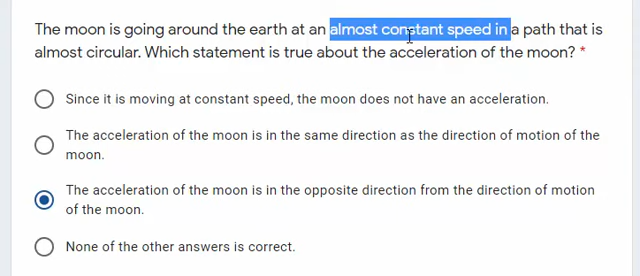 The moon is going around the earth at an almost constant speed in a path that is
almost circular. Which statement is true about the acceleration of the moon? *
Since it is moving at constant speed, the moon does not have an acceleration.
The acceleration of the moon is in the same direction as the direction of motion of the
moon.
The acceleration of the moon is in the opposite direction from the direction of motion
of the moon.
None of the other answers is correct.